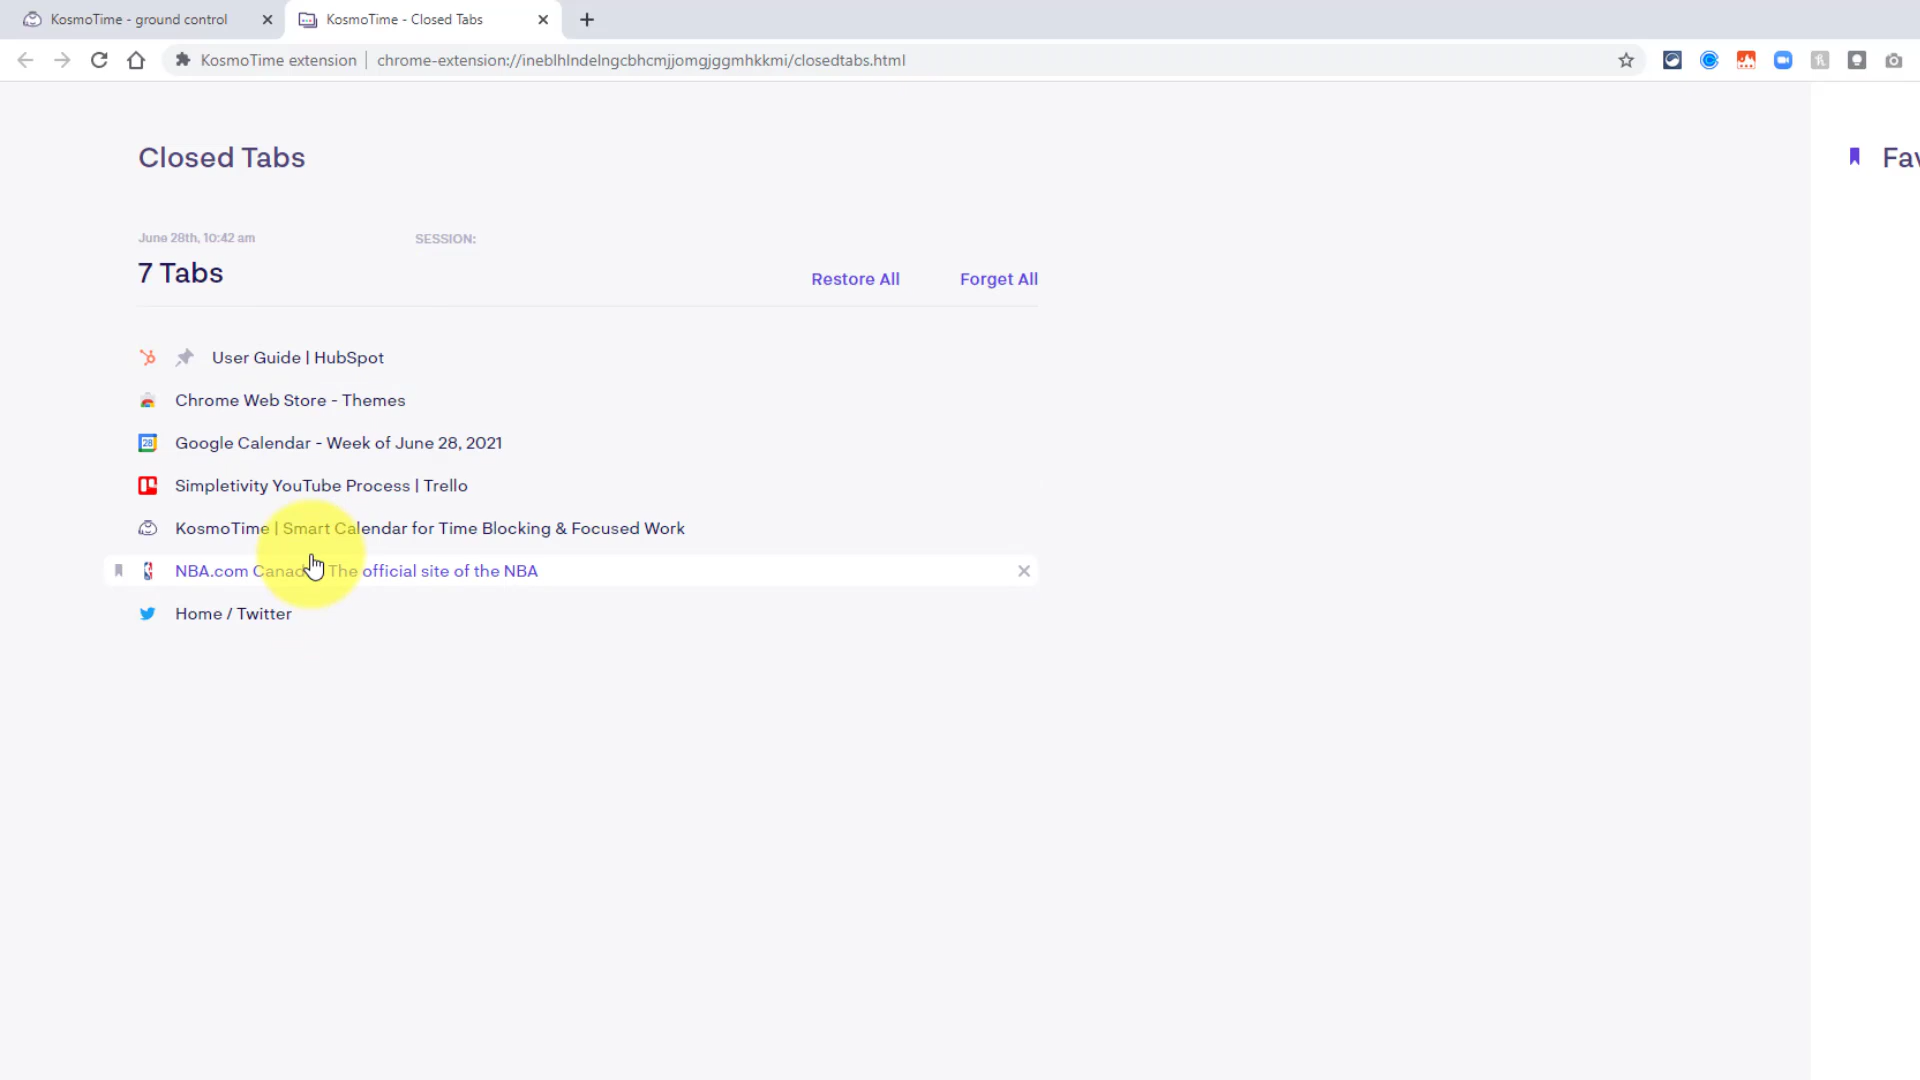 KosmoTime - ground control
KosmoTime - Closed Tabs
KosmoTime extension | chrome-extension://ineblhlndelngcbhcmjjomgjggmhkkmi/closedtabs.html
Closed Tabs
Fav
June 28th, 10:42 am
SESSION:
7 Tabs
Restore All
Forget All
User Guide | HubSpot
Chrome Web Store - Themes
28
Google Calendar - Week of June 28, 2021
Simpletivity YouTube Process | Trello
KosmoTime | Smart Calendar for Time Blocking & Focused Work
NBA.com Canad The official site of the NBA
Home / Twitter